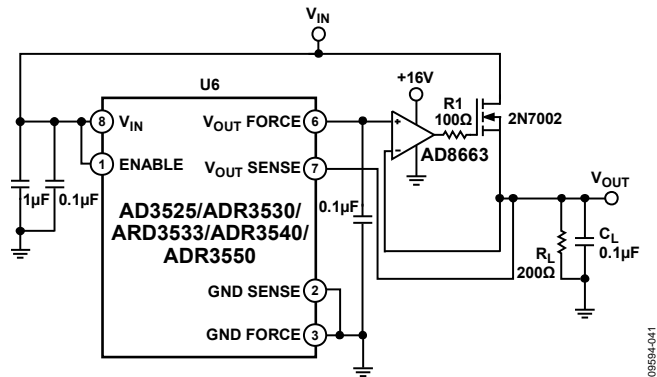 VIN
U6
+16V
R1
100Ω
2N7002
8 VIN
VOUT FORCE 6
AD8663
1 ENABLE
VOUT SENSE 7
VOUT
1µF
0.1µF
0.1µF
AD3525/ADR3530/
ARD3533/ADR3540/
ADR3550
RL
200Ω
CL
0.1µF
GND SENSE 2
GND FORCE 3
+
–
09594-041